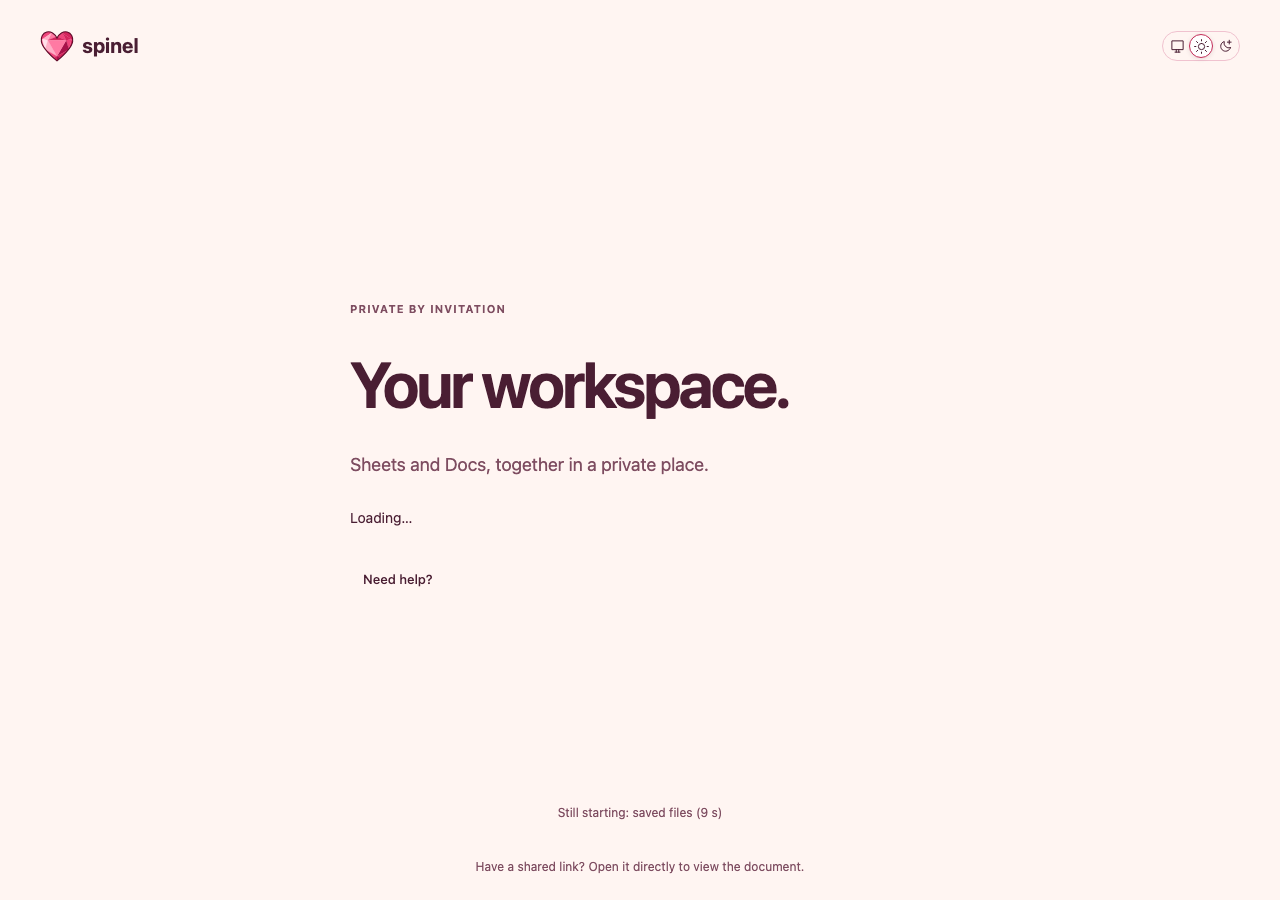 spinel
PRIVATE BY INVITATION
Your workspace.
Sheets and Docs, together in a private place.
Loading…
Need help?
Still starting: saved files (9 s)
Have a shared link? Open it directly to view the document.